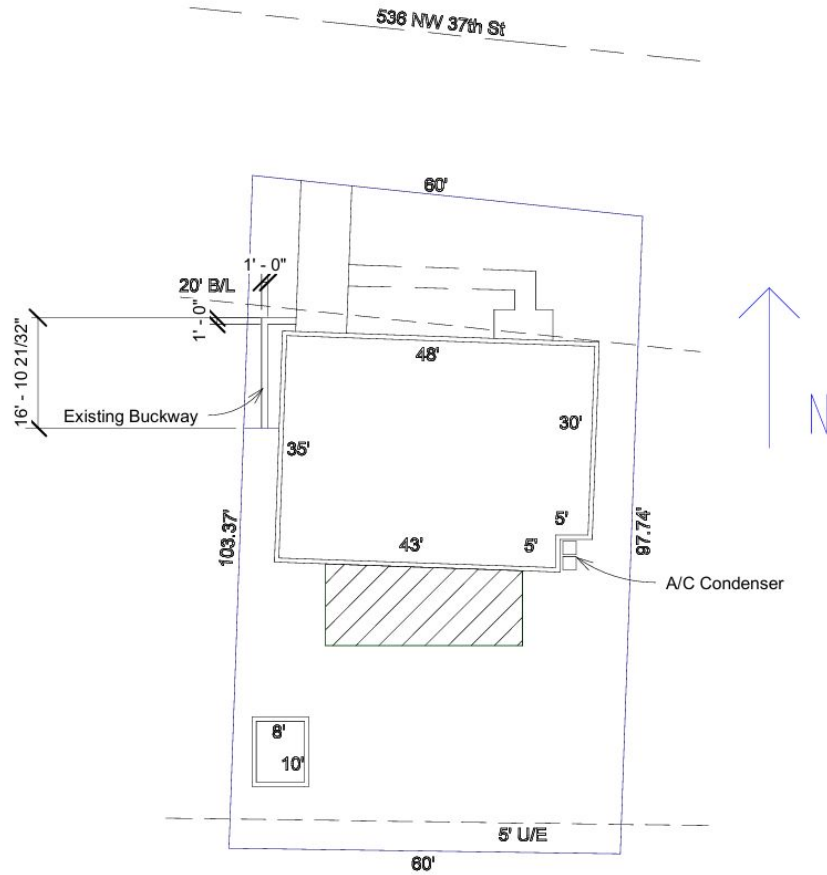 536 NW 37th St
60'
1' - 0"
20' B/L
1' - 0"
16' - 10 21/32"
48'
Existing Buckway
30'
35'
N
103.37'
5'
43'
5'
97.74'
A/C Condenser
8'
10'
5' U/E
60'